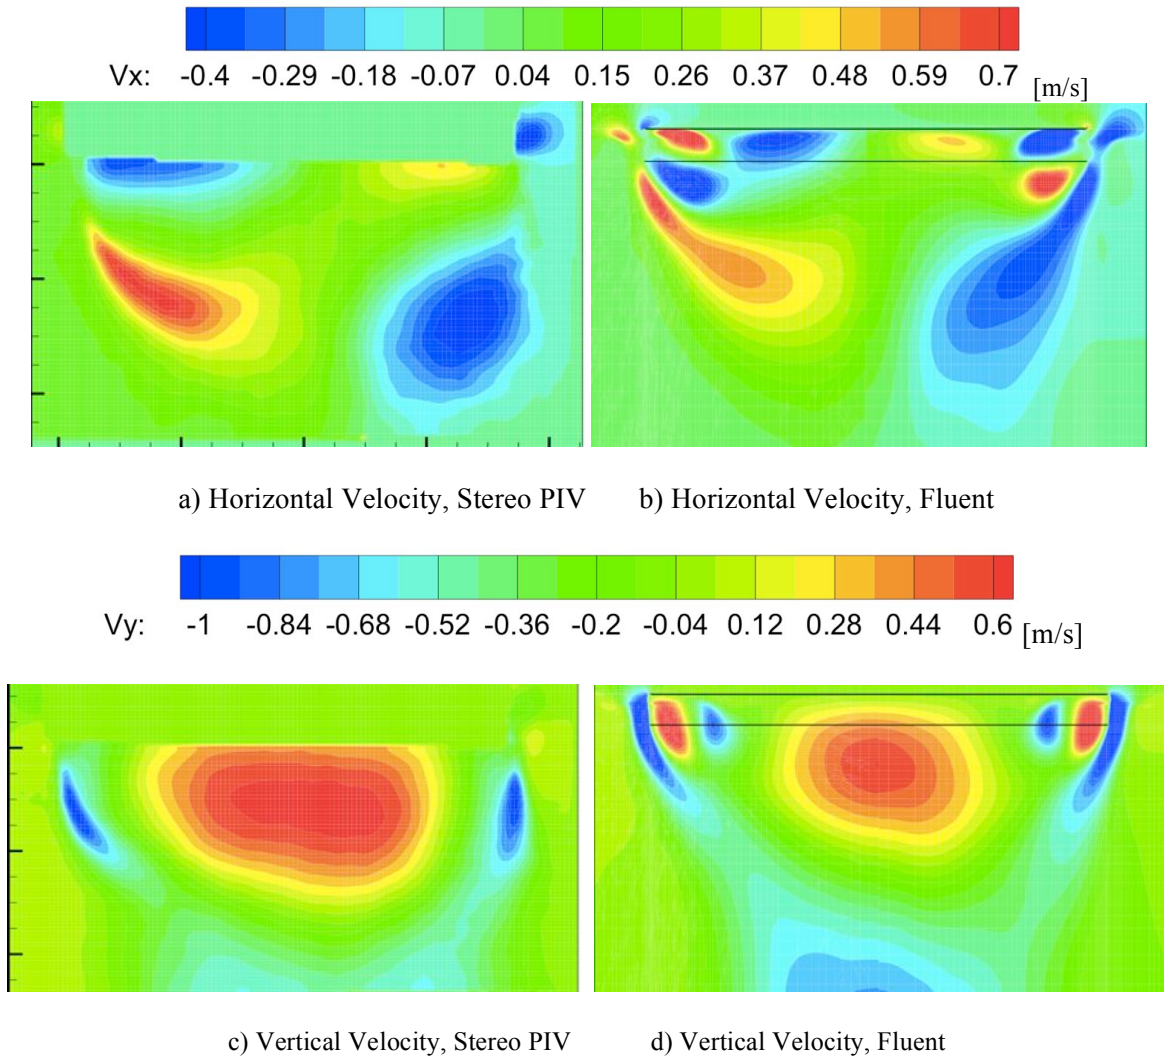 Vx: -0.4 -0.29 -0.18 -0.07 0.04 0.15 0.26 0.37 0.48 0.59 0.7 [m/s]
a) Horizontal Velocity, Stereo PIV b) Horizontal Velocity, Fluent
Vy: -1 -0.84 -0.68 -0.52 -0.36 -0.2 -0.04 0.12 0.28 0.44 0.6 [m/s]
c) Vertical Velocity, Stereo PIV d) Vertical Velocity, Fluent